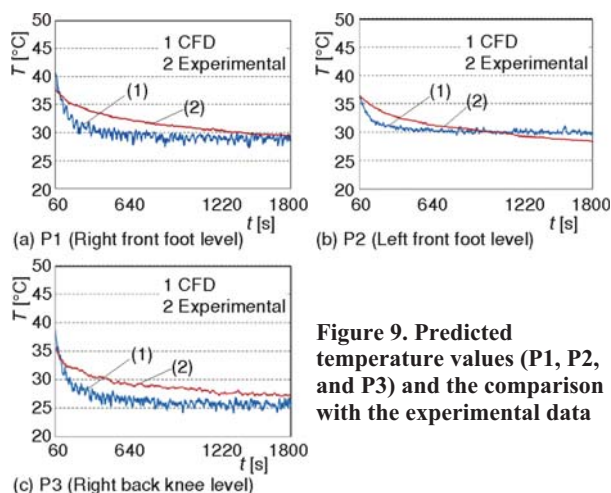 T [°C]
50
45
40
35
30
25
20
1 CFD
2 Experimental
(1)
(2)
60
640
1220
1800
t [s]
(a) P1 (Right front foot level)
T [°C]
50
45
40
35
30
25
20
1 CFD
2 Experimental
(1)
(2)
60
640
1220
1800
t [s]
(b) P2 (Left front foot level)
T [°C]
50
45
40
35
30
25
20
1 CFD
2 Experimental
(1)
(2)
60
640
1220
1800
t [s]
(c) P3 (Right back knee level)
Figure 9. Predicted
temperature values (P1, P2,
and P3) and the comparison
with the experimental data